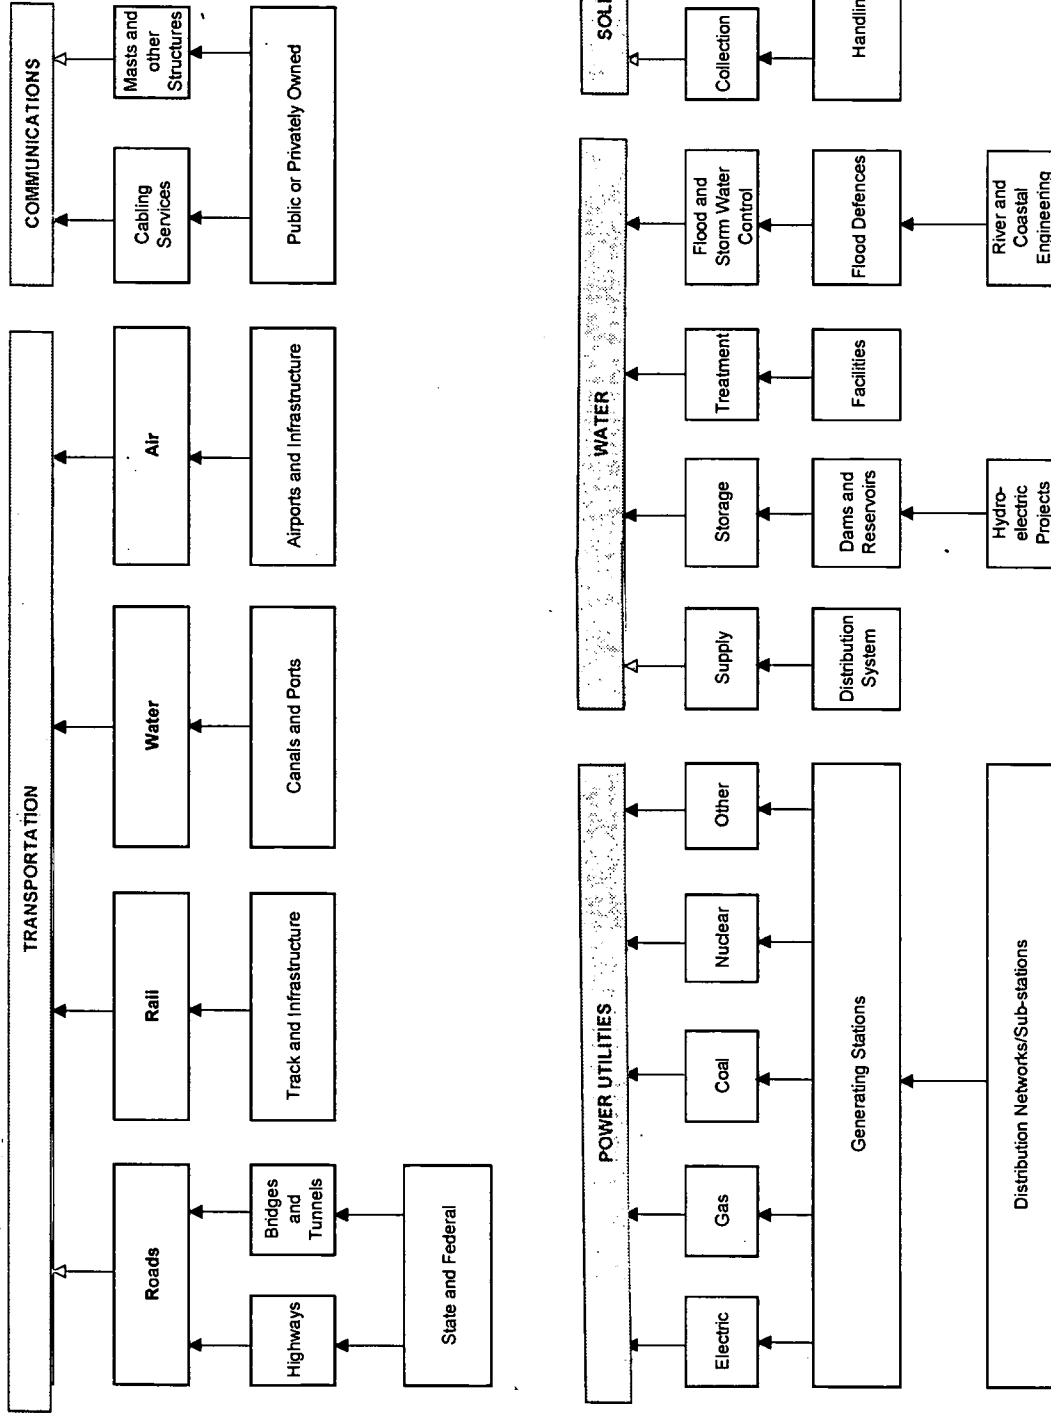 TRANSPORTATION
COMMUNICATIONS
Roads
Rail
Water
Air
Cabling
Services
Masts and
other
Structures
Highways
Bridges
and
Tunnels
Track and Infrastructure
Canals and Ports
Airports and Infrastructure
Public or Privately Owned
State and Federal
POWER UTILITIES
WATER
SOLI
Electric
Gas
Coal
Nuclear
Other
Supply
Storage
Treatment
Flood and
Storm Water
Control
Collection
Generating Stations
Distribution
System
Dams and
Reservoirs
Facilities
Flood Defences
Handlin
Distribution Networks/Sub-stations
Hydro-
electric
Projects
River and
Coastal
Engineering